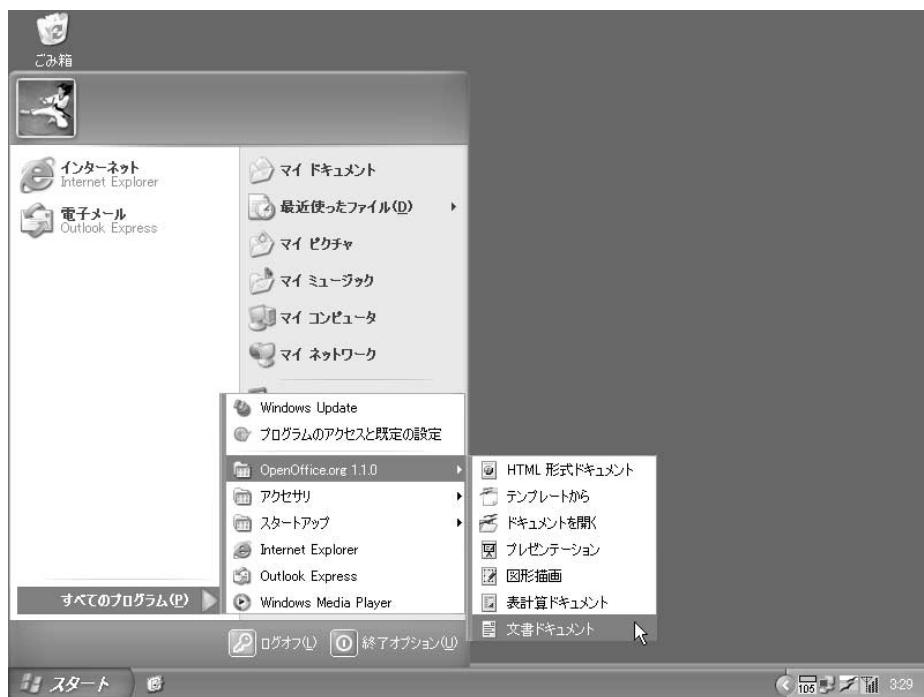 ごみ箱
インターネット
Internet Explorer
電子メール
Outlook Express
すべてのプログラム(P)
マイ ドキュメント
最近使ったファイル(D)
マイ ピクチャ
マイ ミュージック
マイ コンピュータ
マイ ネットワーク
Windows Update
プログラムのアクセスと既定の設定
OpenOffice.org 1.1.0
アクセサリ
スタートアップ
Internet Explorer
Outlook Express
Windows Media Player
HTML 形式ドキュメント
テンプレートから
ドキュメントを開く
プレゼンテーション
図形描画
表計算ドキュメント
文書ドキュメント
ログオフ(L)
終了オプション(U)
スタート
105
3:29